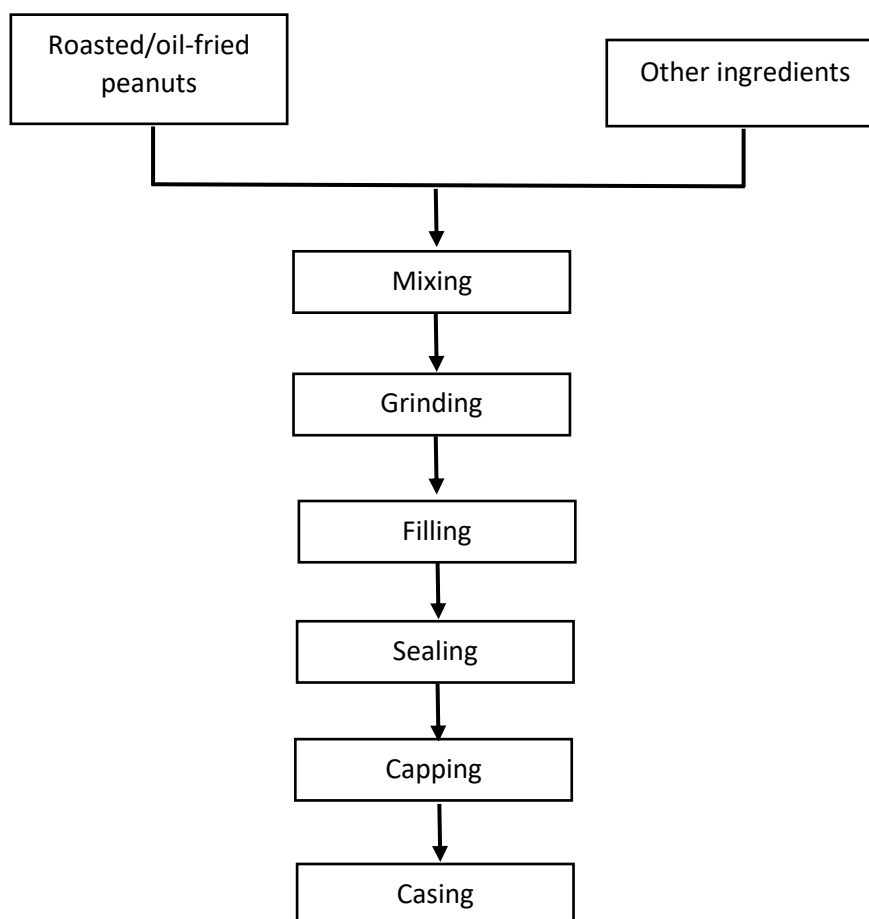 Roasted/oil-fried
peanuts
Other ingredients
Mixing
Grinding
Filling
Sealing
Capping
Casing